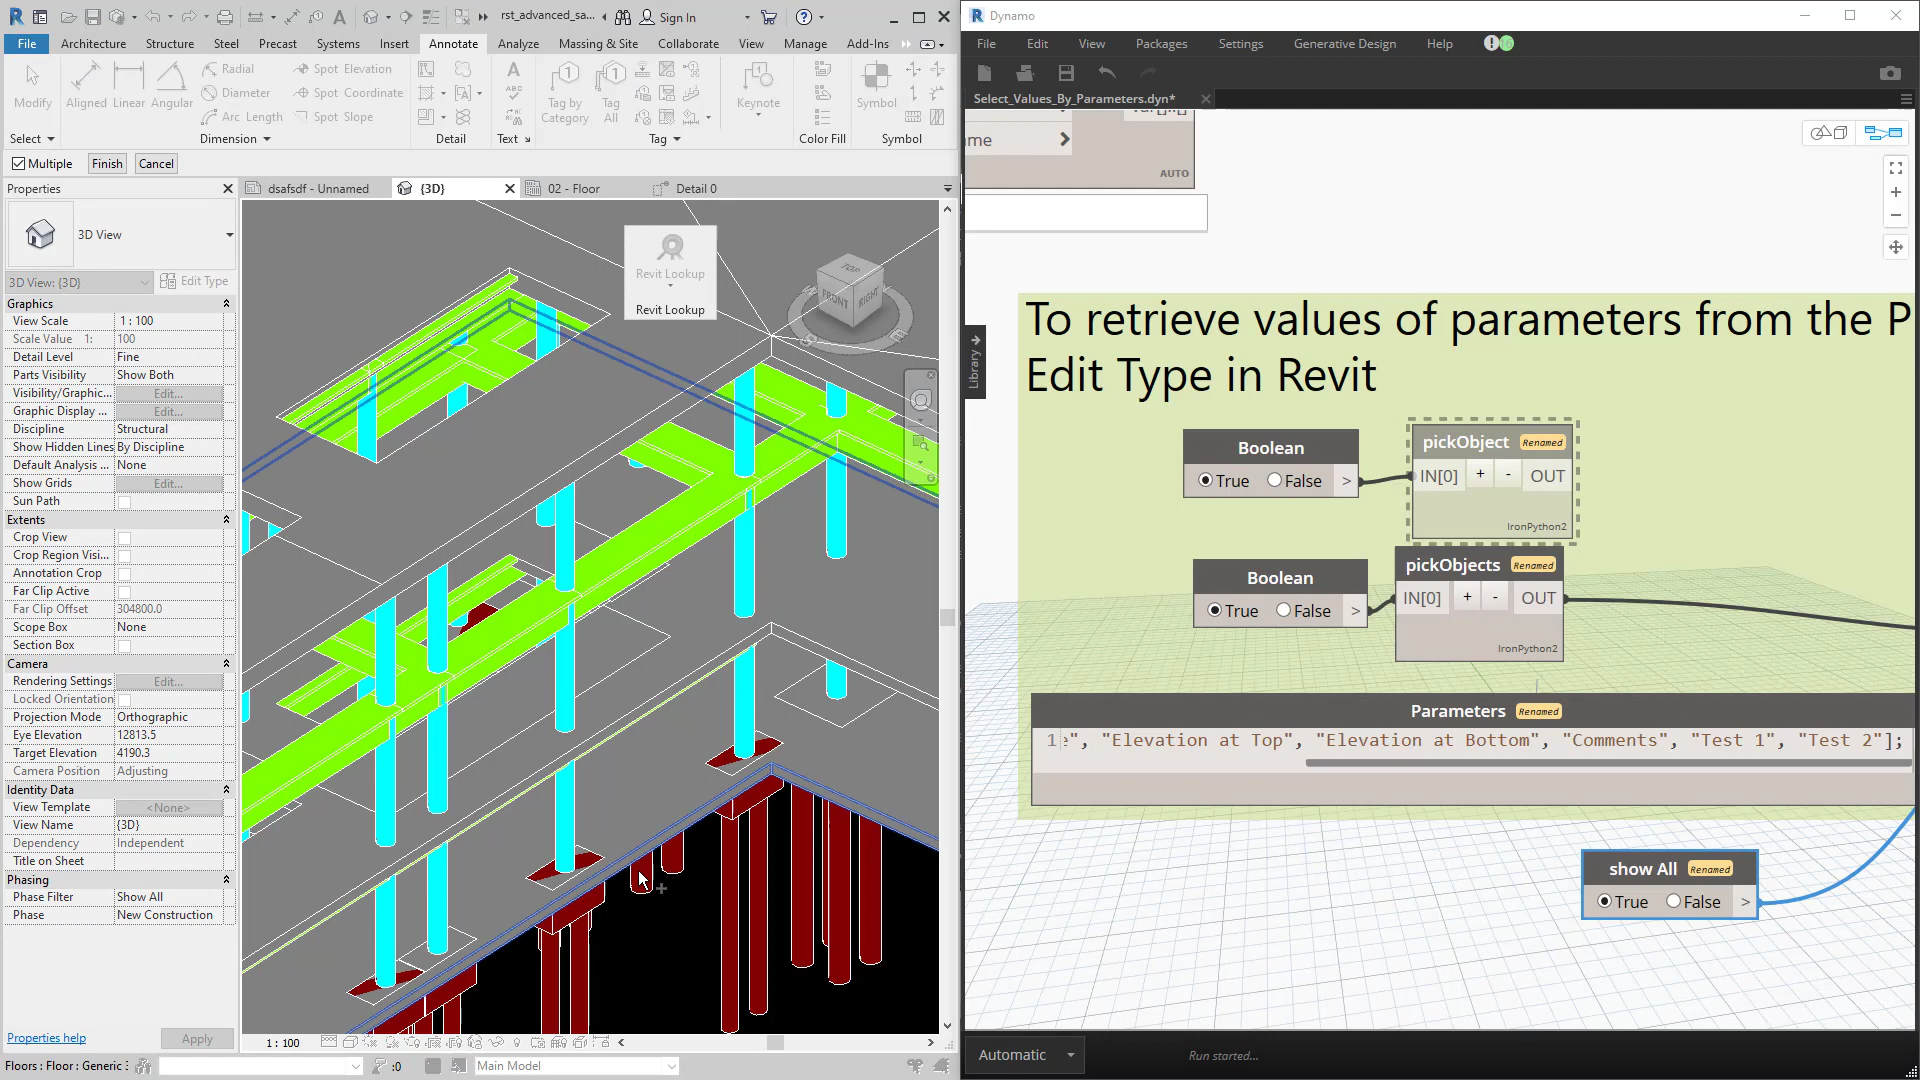 rst_advanced_sa...
Sign In
File
Architecture
Structure
Steel
Precast
Systems
Insert
Annotate
Analyze
Massing & Site
Collaborate
View
Manage
Add-Ins
Modify
Aligned
Linear
Angular
Radial
Diameter
Arc Length
Spot Elevation
Spot Coordinate
Spot Slope
Tag by Category
Tag All
Keynote
Symbol
Select
Dimension
Detail
Text
Tag
Color Fill
Symbol
Multiple
Finish
Cancel
Properties
dsafsdf - Unnamed
{3D}
02 - Floor
Detail 0
3D View
3D View: {3D}
Edit Type
Graphics
View Scale 1 : 100
Scale Value 1: 100
Detail Level Fine
Parts Visibility Show Both
Visibility/Graphic... Edit...
Graphic Display ... Edit...
Discipline Structural
Show Hidden Lines By Discipline
Default Analysis ... None
Show Grids Edit...
Sun Path
Extents
Crop View
Crop Region Visi...
Annotation Crop
Far Clip Active
Far Clip Offset 304800.0
Scope Box None
Section Box
Camera
Rendering Settings Edit...
Locked Orientation
Projection Mode Orthographic
Eye Elevation 12813.5
Target Elevation 4190.3
Camera Position Adjusting
Identity Data
View Template <None>
View Name {3D}
Dependency Independent
Title on Sheet
Phasing
Phase Filter Show All
Phase New Construction
Properties help
Apply
Revit Lookup
Revit Lookup
TOP
FRONT
RIGHT
1 : 100
Floors : Floor : Generic
:0
Main Model
Dynamo
File
Edit
View
Packages
Settings
Generative Design
Help
Select_Values_By_Parameters.dyn*
me
AUTO
Library
To retrieve values of parameters from the P
Edit Type in Revit
Boolean
True
False
>
pickObject
Renamed
IN[0]
+
-
OUT
IronPython2
Boolean
True
False
>
pickObjects
Renamed
IN[0]
+
-
OUT
IronPython2
Parameters
Renamed
1 e", "Elevation at Top", "Elevation at Bottom", "Comments", "Test 1", "Test 2"];
show All
Renamed
True
False
>
Automatic
Run started...